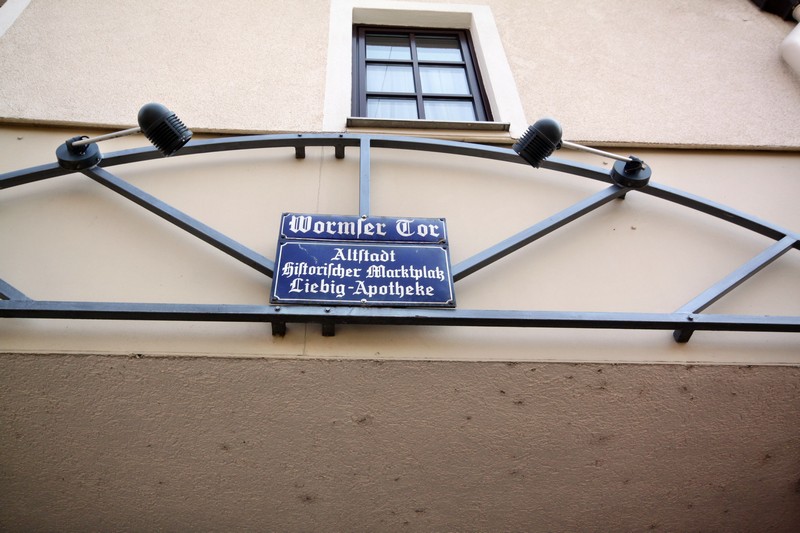 Wormſer Tor
Altſtadt
Hiſtoriſcher Marktplatz
Liebig-Apotheke